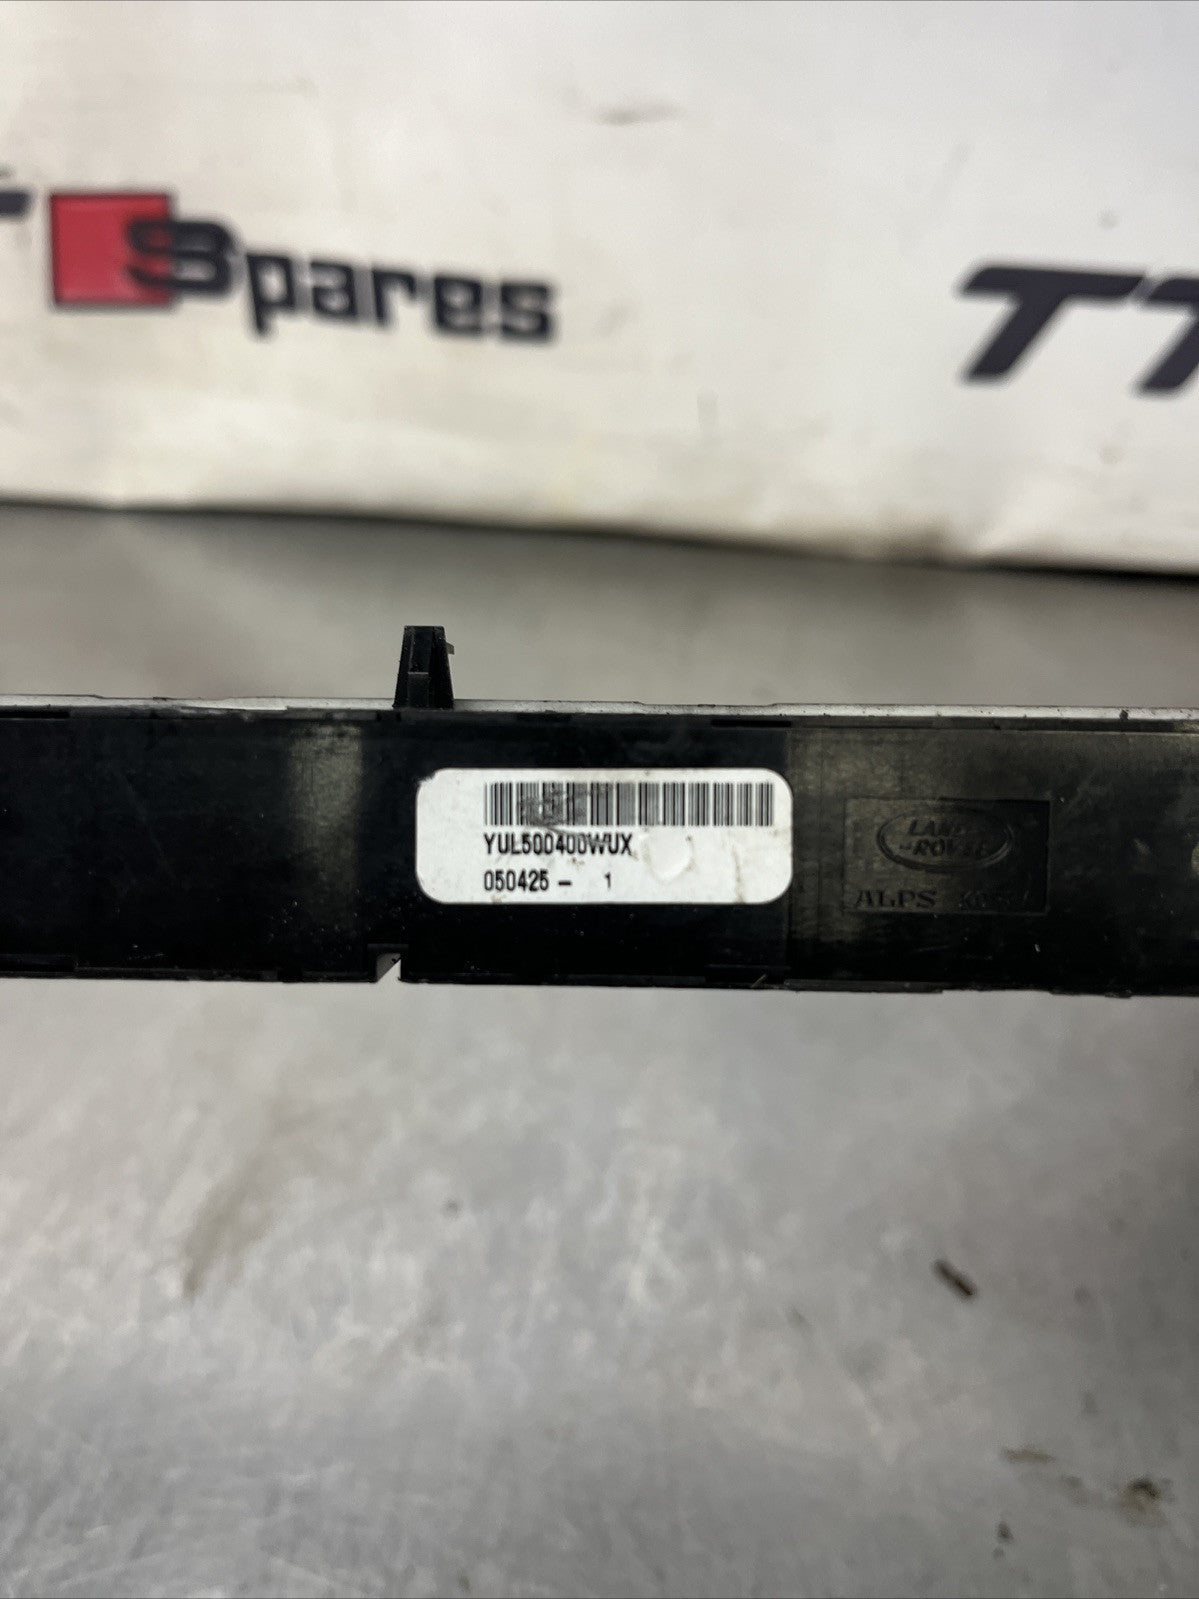 Spares
TT
YUL500400WUX
050425 - 1
LAND
ROVER
ALPS